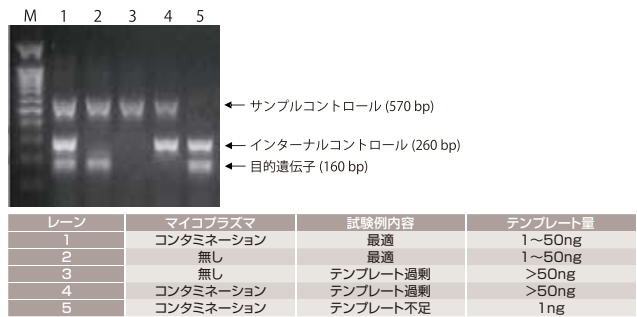 M 1 2 3 4 5
サンプルコントロール (570 bp)
インターナルコントロール (260 bp)
目的遺伝子 (160 bp)
レーン マイコプラズマ 試験例内容 テンプレート量
1 コンタミネーション 最適 1～50ng
2 無し 最適 1～50ng
3 無し テンプレート過剰 >50ng
4 コンタミネーション テンプレート過剰 >50ng
5 コンタミネーション テンプレート不足 1ng